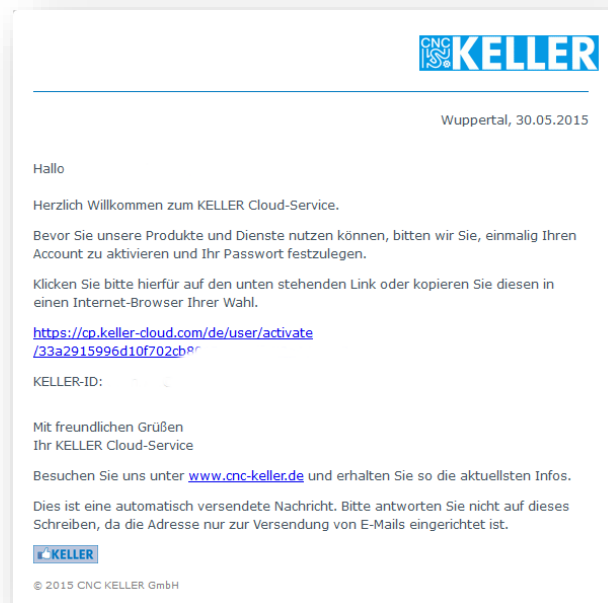 CNC KELLER
Wuppertal, 30.05.2015
Hallo
Herzlich Willkommen zum KELLER Cloud-Service.
Bevor Sie unsere Produkte und Dienste nutzen können, bitten wir Sie, einmalig Ihren
Account zu aktivieren und Ihr Passwort festzulegen.
Klicken Sie bitte hierfür auf den unten stehenden Link oder kopieren Sie diesen in
einen Internet-Browser Ihrer Wahl.
https://cp.keller-cloud.com/de/user/activate
/33a2915996d10f702cb8
KELLER-ID:
Mit freundlichen Grüßen
Ihr KELLER Cloud-Service
Besuchen Sie uns unter www.cnc-keller.de und erhalten Sie so die aktuellsten Infos.
Dies ist eine automatisch versendete Nachricht. Bitte antworten Sie nicht auf dieses
Schreiben, da die Adresse nur zur Versendung von E-Mails eingerichtet ist.
KELLER
© 2015 CNC KELLER GmbH